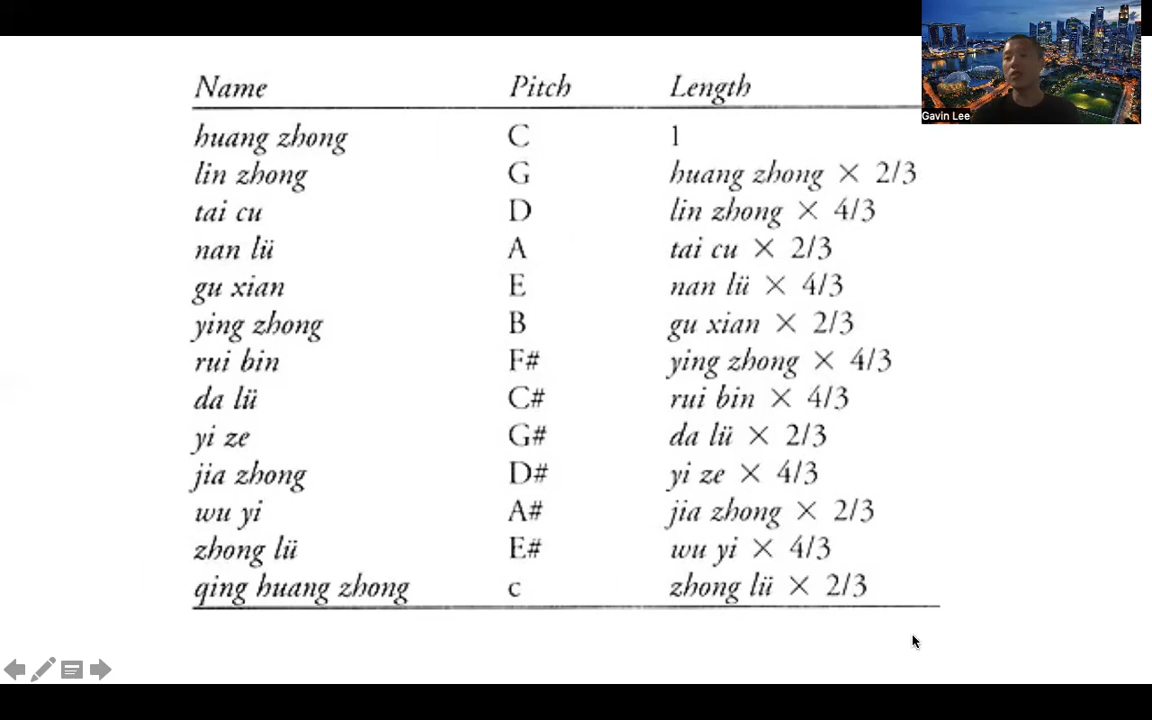 Name Pitch Length
huang zhong C 1
lin zhong G huang zhong × 2/3
tai cu D lin zhong × 4/3
nan lü A tai cu × 2/3
gu xian E nan lü × 4/3
ying zhong B gu xian × 2/3
rui bin F# ying zhong × 4/3
da lü C# rui bin × 4/3
yi ze G# da lü × 2/3
jia zhong D# yi ze × 4/3
wu yi A# jia zhong × 2/3
zhong lü E# wu yi × 4/3
qing huang zhong c zhong lü × 2/3
Gavin Lee